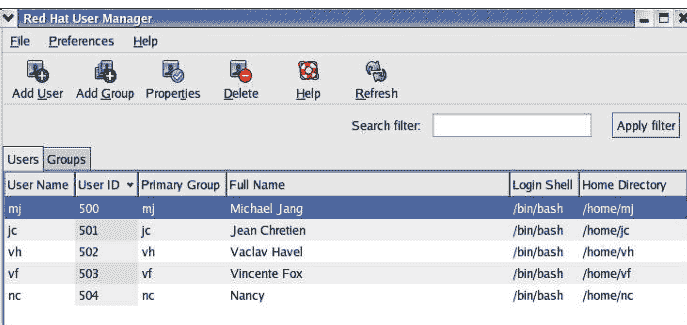 Red Hat User Manager
File Preferences Help
Add User Add Group Properties Delete Help Refresh
Search filter: Apply filter
Users Groups
User Name User ID Primary Group Full Name Login Shell Home Directory
mj 500 mj Michael Jang /bin/bash /home/mj
jc 501 jc Jean Chretien /bin/bash /home/jc
vh 502 vh Vaclav Havel /bin/bash /home/vh
vf 503 vf Vincente Fox /bin/bash /home/vf
nc 504 nc Nancy /bin/bash /home/nc